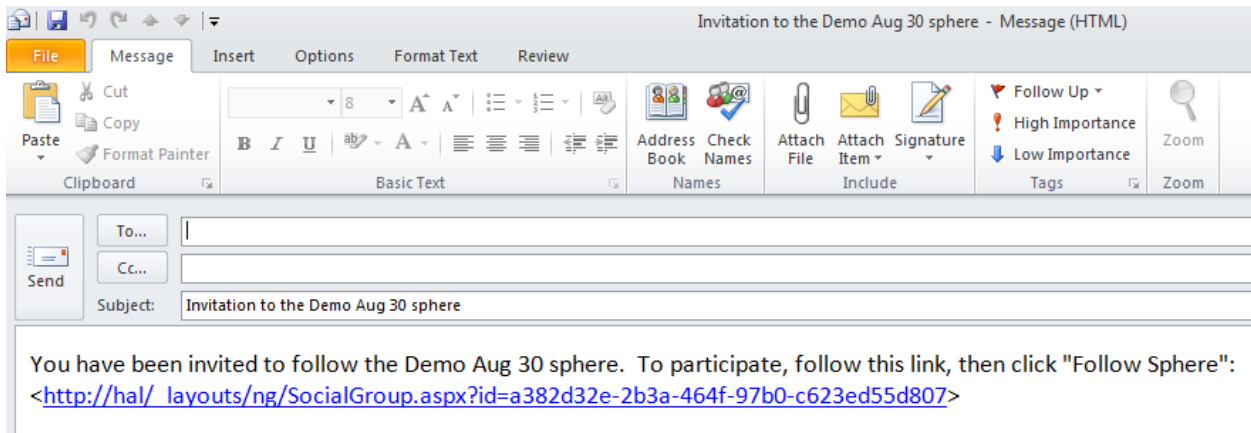 Invitation to the Demo Aug 30 sphere - Message (HTML)
File Message Insert Options Format Text Review
Paste
Cut
Copy
Format Painter
Clipboard
8
B I U
Basic Text
Address Book
Check Names
Names
Attach File
Attach Item
Signature
Include
Follow Up
High Importance
Low Importance
Tags
Zoom
Zoom
Send
To...
Cc...
Subject: Invitation to the Demo Aug 30 sphere
You have been invited to follow the Demo Aug 30 sphere. To participate, follow this link, then click "Follow Sphere":
<http://hal/_layouts/ng/SocialGroup.aspx?id=a382d32e-2b3a-464f-97b0-c623ed55d807>